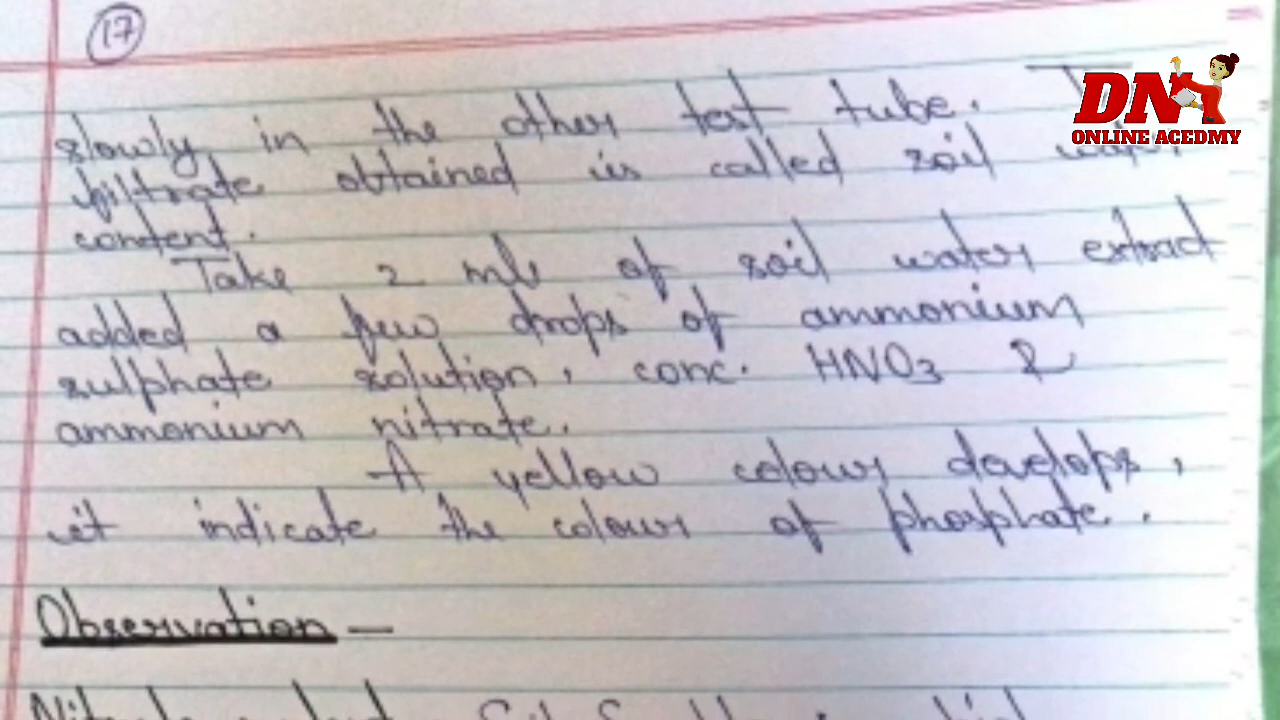 17
slowly in the other test tube.
filtrate obtained is called soil
content.
Take 2 mls of soil water extract
added a few drops of ammonium
sulphate solution, conc. HNO3 &
ammonium nitrate.
A yellow colour develops,
it indicate the colour of phosphate.
Observation —
DN
ONLINE ACEDMY